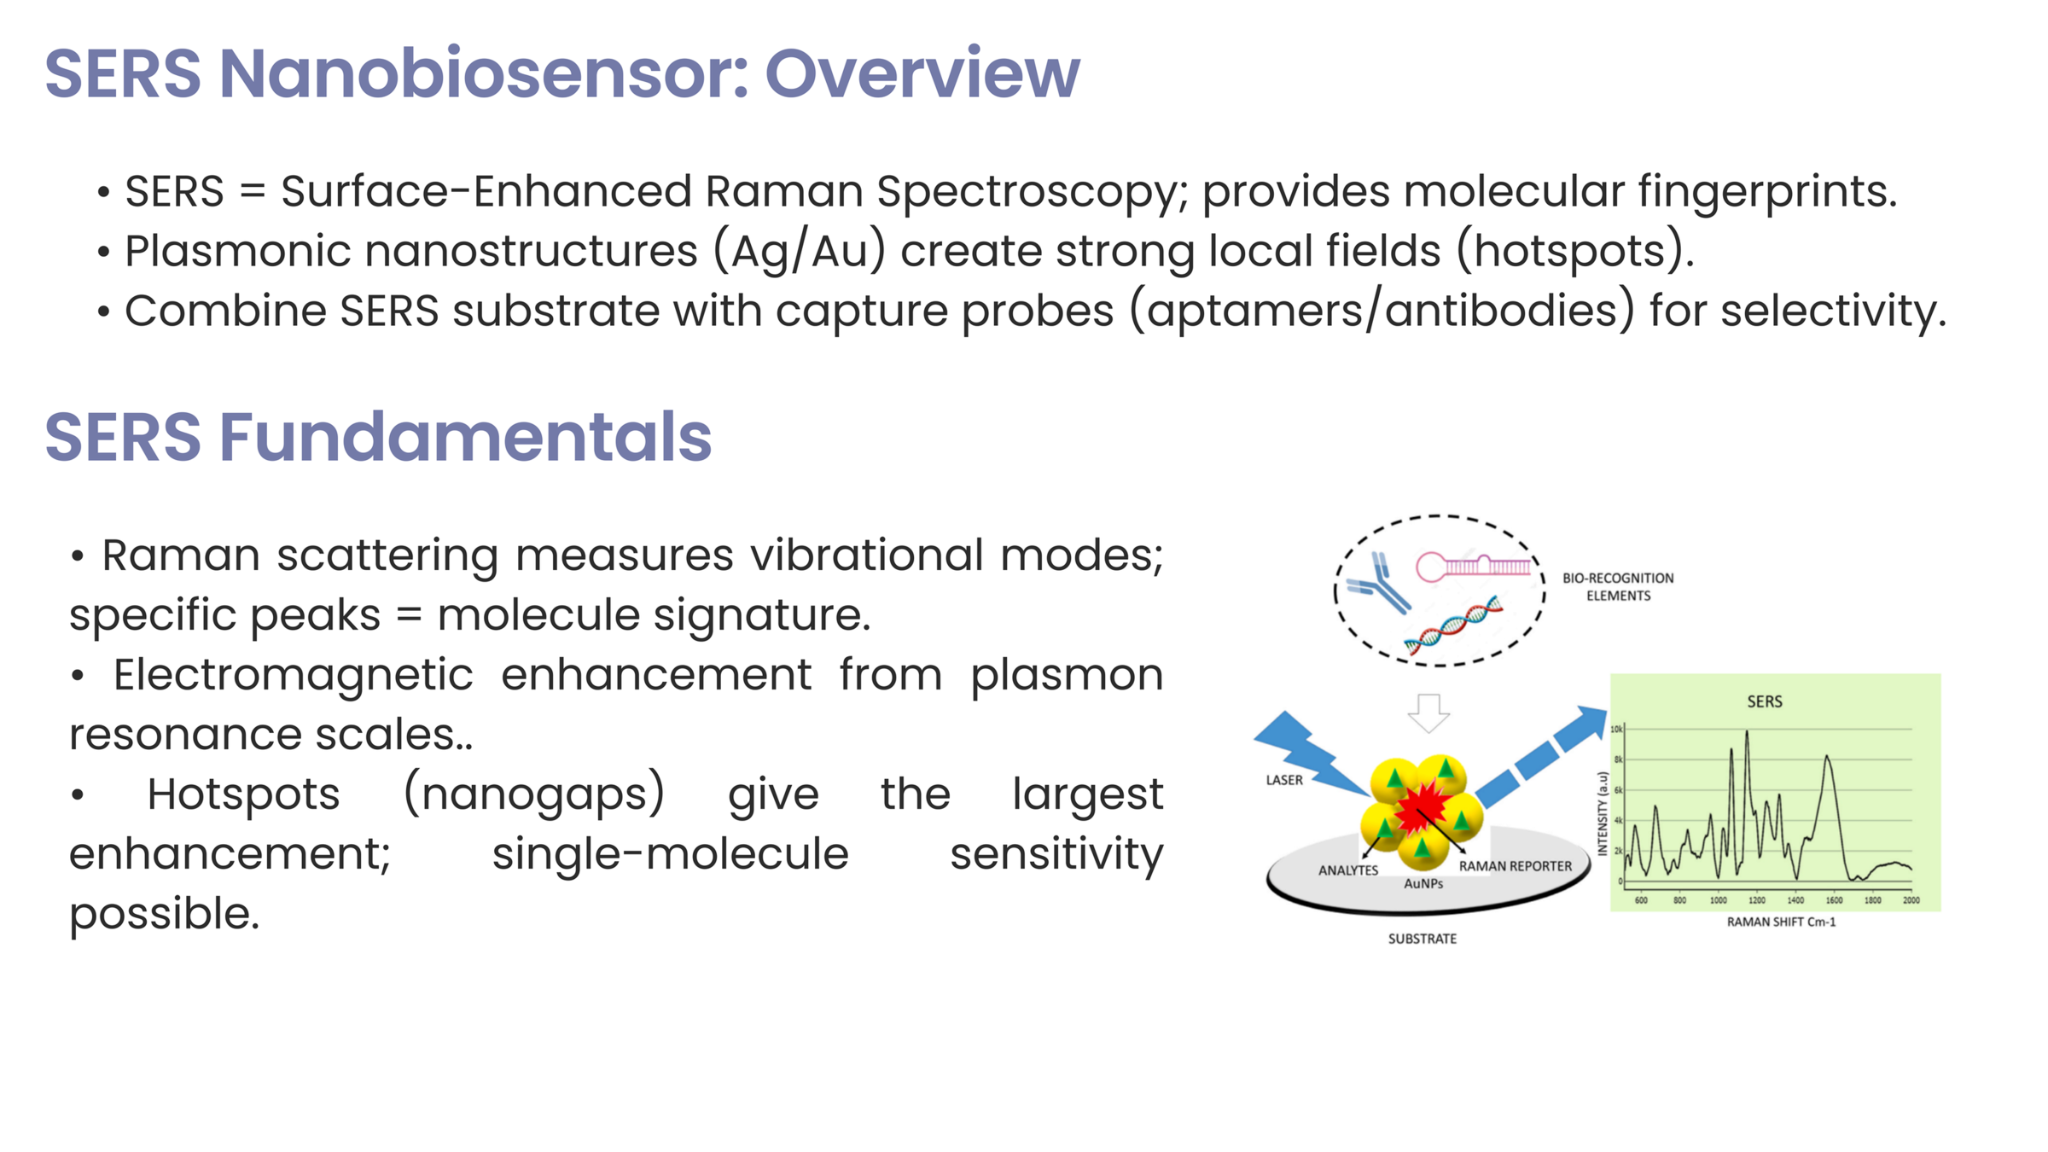 SERS Nanobiosensor: Overview
• SERS = Surface-Enhanced Raman Spectroscopy; provides molecular fingerprints.
• Plasmonic nanostructures (Ag/Au) create strong local fields (hotspots).
• Combine SERS substrate with capture probes (aptamers/antibodies) for selectivity.
SERS Fundamentals
• Raman scattering measures vibrational modes;
specific peaks = molecule signature.
• Electromagnetic enhancement from plasmon
resonance scales..
• Hotspots (nanogaps) give the largest
enhancement; single-molecule sensitivity
possible.
BIO-RECOGNITION
ELEMENTS
LASER
ANALYTES
RAMAN REPORTER
AuNPs
SUBSTRATE
SERS
INTENSITY (a.u)
10k
8k
6k
4k
2k
0
600 800 1000 1200 1400 1600 1800 2000
RAMAN SHIFT Cm-1